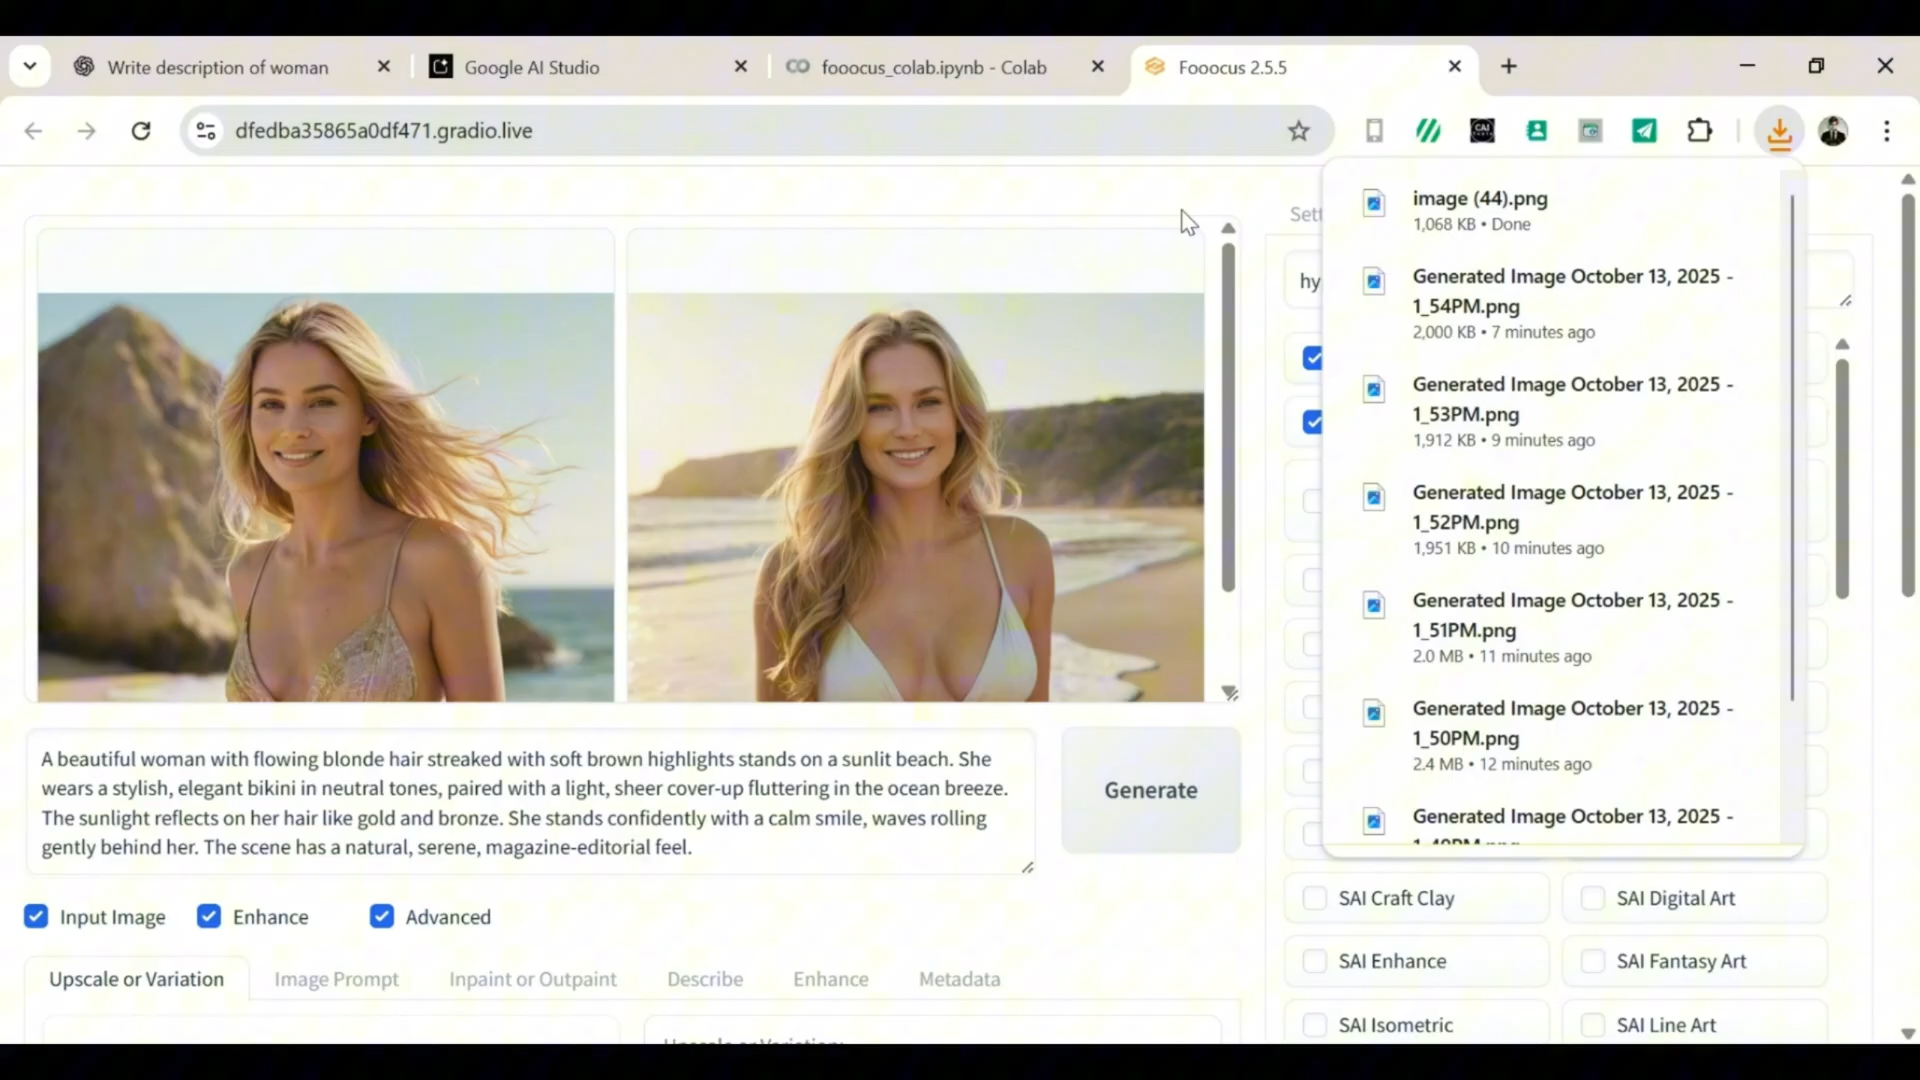 Write description of woman
Google AI Studio
fooocus_colab.ipynb - Colab
Fooocus 2.5.5
dfedba35865a0df471.gradio.live
CAI
image (44).png
1,068 KB • Done
Generated Image October 13, 2025 -
1_54PM.png
2,000 KB • 7 minutes ago
Generated Image October 13, 2025 -
1_53PM.png
1,912 KB • 9 minutes ago
Generated Image October 13, 2025 -
1_52PM.png
1,951 KB • 10 minutes ago
Generated Image October 13, 2025 -
1_51PM.png
2.0 MB • 11 minutes ago
Generated Image October 13, 2025 -
1_50PM.png
2.4 MB • 12 minutes ago
Generated Image October 13, 2025 -
Sett
hy
A beautiful woman with flowing blonde hair streaked with soft brown highlights stands on a sunlit beach. She
wears a stylish, elegant bikini in neutral tones, paired with a light, sheer cover-up fluttering in the ocean breeze.
The sunlight reflects on her hair like gold and bronze. She stands confidently with a calm smile, waves rolling
gently behind her. The scene has a natural, serene, magazine-editorial feel.
Generate
Input Image
Enhance
Advanced
Upscale or Variation
Image Prompt
Inpaint or Outpaint
Describe
Enhance
Metadata
SAI Craft Clay
SAI Digital Art
SAI Enhance
SAI Fantasy Art
SAI Isometric
SAI Line Art